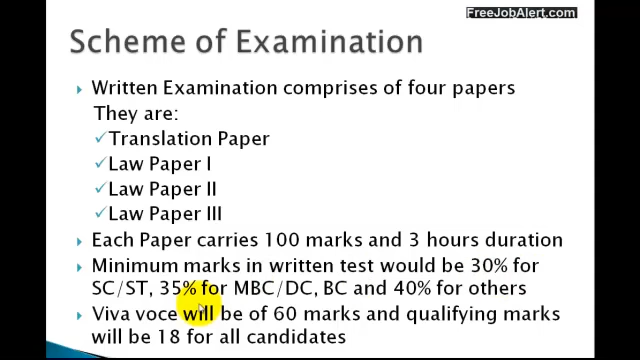 FreeJobAlert.com
Scheme of Examination
Written Examination comprises of four papers
They are:
Translation Paper
Law Paper I
Law Paper II
Law Paper III
Each Paper carries 100 marks and 3 hours duration
Minimum marks in written test would be 30% for
SC/ST, 35% for MBC/DC, BC and 40% for others
Viva voce will be of 60 marks and qualifying marks
will be 18 for all candidates